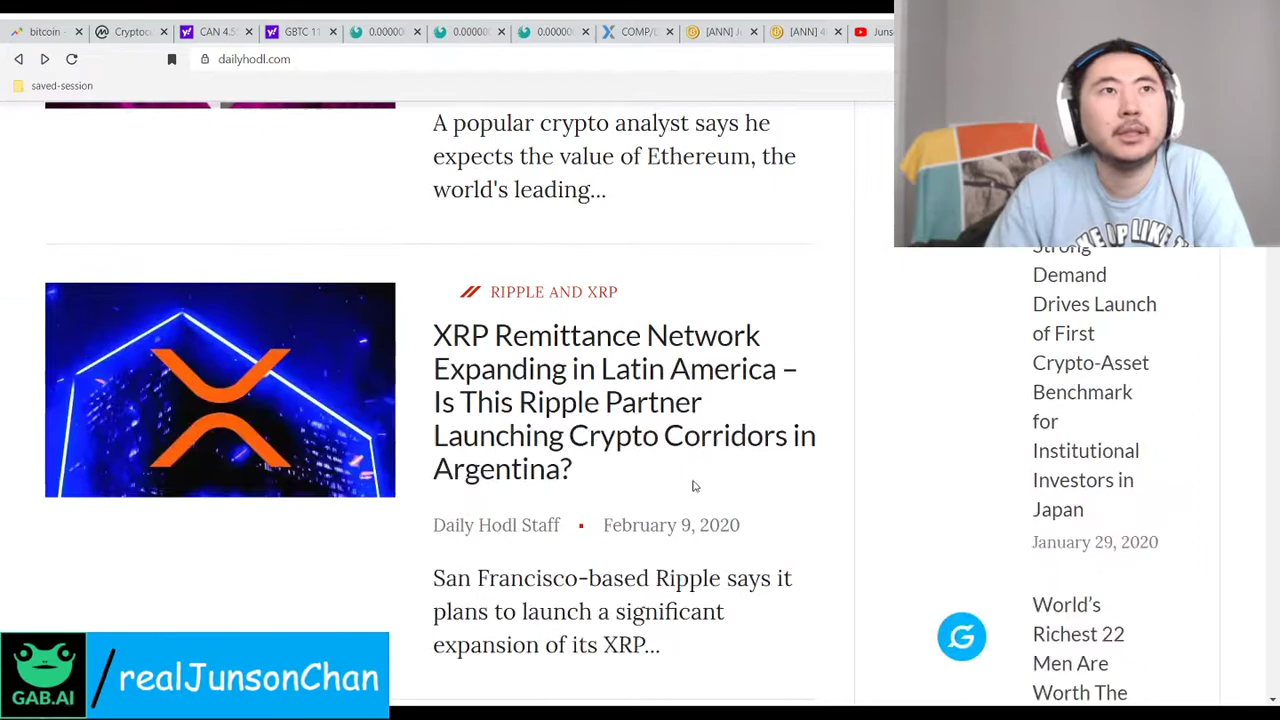 bitcoin
Cryptoc
CAN 4.5
GBTC 11
0.00000
0.00000
0.00000
COMP/
[ANN] J
[ANN] 4
Juns
dailyhodl.com
saved-session
A popular crypto analyst says he
expects the value of Ethereum, the
world's leading...
RIPPLE AND XRP
XRP Remittance Network
Expanding in Latin America –
Is This Ripple Partner
Launching Crypto Corridors in
Argentina?
Daily Hodl Staff ▪ February 9, 2020
San Francisco-based Ripple says it
plans to launch a significant
expansion of its XRP...
Strong
Demand
Drives Launch
of First
Crypto-Asset
Benchmark
for
Institutional
Investors in
Japan
January 29, 2020
World's
Richest 22
Men Are
Worth The
UP LIKE
GAB.AI
/realJunsonChan